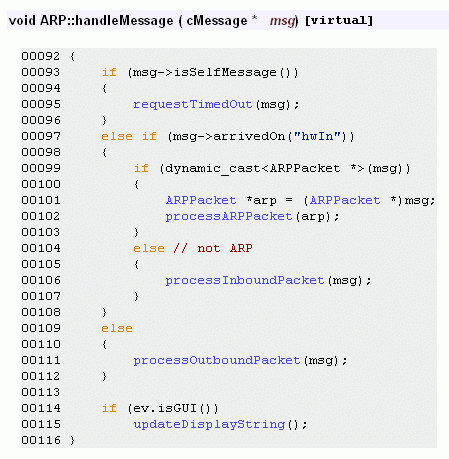 void ARP::handleMessage ( cMessage * msg) [virtual]
00092 {
00093     if (msg->isSelfMessage())
00094     {
00095         requestTimedOut(msg);
00096     }
00097     else if (msg->arrivedOn("hwIn"))
00098     {
00099         if (dynamic_cast<ARPPacket *>(msg))
00100         {
00101             ARPPacket *arp = (ARPPacket *)msg;
00102             processARPPacket(arp);
00103         }
00104         else // not ARP
00105         {
00106             processInboundPacket(msg);
00107         }
00108     }
00109     else
00110     {
00111         processOutboundPacket(msg);
00112     }
00113
00114     if (ev.isGUI())
00115         updateDisplayString();
00116 }